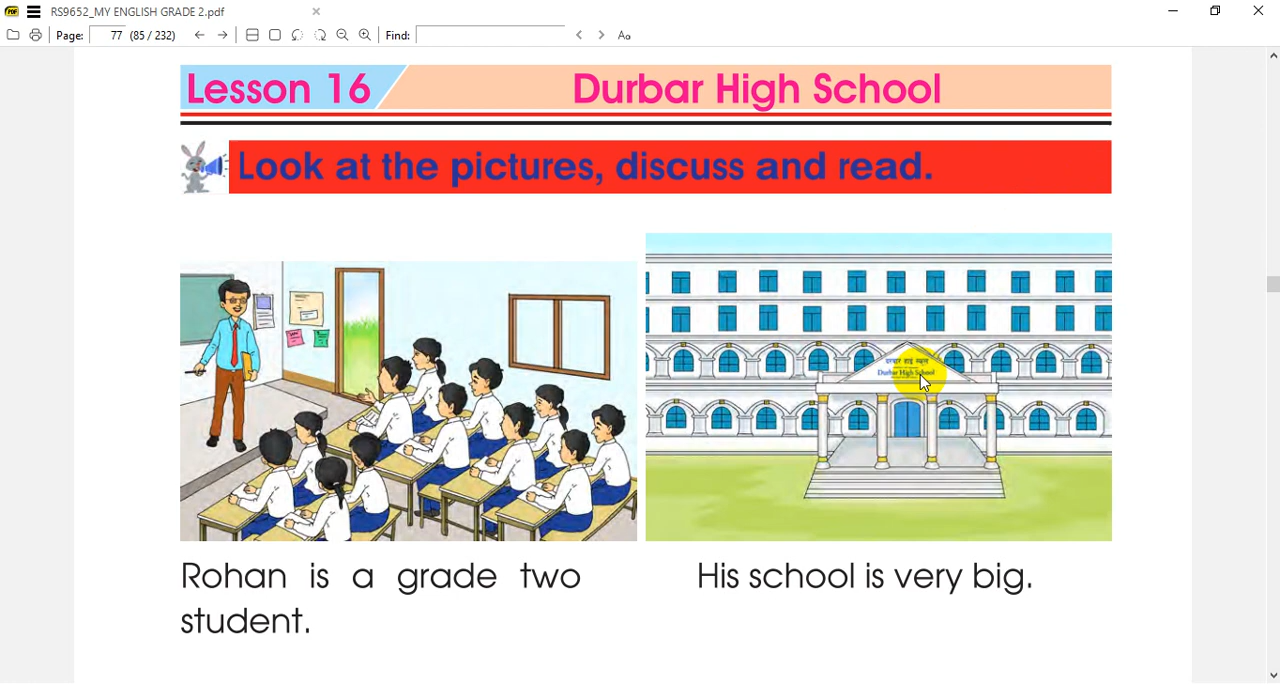 RS9652_MY ENGLISH GRADE 2.pdf
Page: 77 (85 / 232) Find:
Lesson 16 Durbar High School
Look at the pictures, discuss and read.
दरबार हाई स्कूल
Durbar High School
Rohan is a grade two
student.
His school is very big.